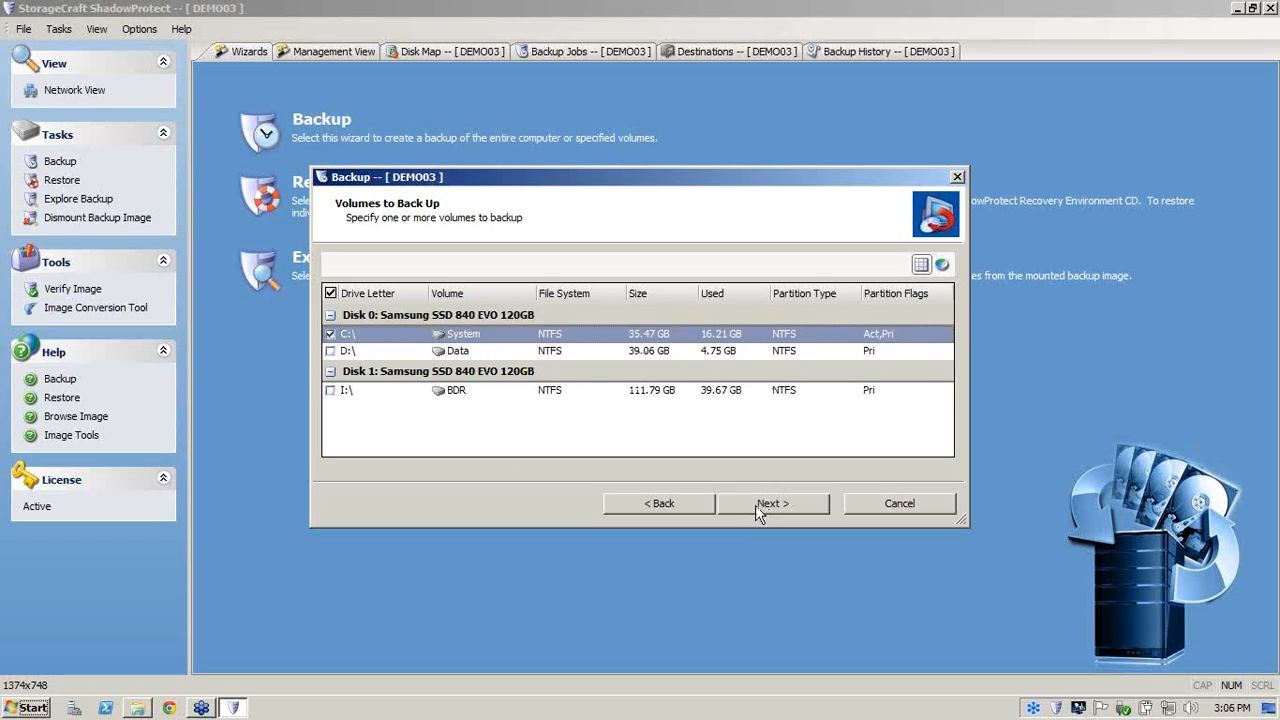 StorageCraft ShadowProtect -- [ DEMO03 ]
File Tasks View Options Help
View
Network View
Tasks
Backup
Restore
Explore Backup
Dismount Backup Image
Tools
Verify Image
Image Conversion Tool
Help
Backup
Restore
Browse Image
Image Tools
License
Active
Wizards Management View Disk Map -- [ DEMO03 ] Backup Jobs -- [ DEMO03 ] Destinations -- [ DEMO03 ] Backup History -- [ DEMO03 ]
Backup
Select this wizard to create a backup of the entire computer or specified volumes.
Re
Sele
indiv
owProtect Recovery Environment CD. To restore
Ex
Sele
es from the mounted backup image.
Backup -- [ DEMO03 ]
Volumes to Back Up
Specify one or more volumes to backup
Drive Letter Volume File System Size Used Partition Type Partition Flags
Disk 0: Samsung SSD 840 EVO 120GB
C:\ System NTFS 35.47 GB 16.21 GB NTFS Act,Pri
D:\ Data NTFS 39.06 GB 4.75 GB NTFS Pri
Disk 1: Samsung SSD 840 EVO 120GB
I:\ BDR NTFS 111.79 GB 39.67 GB NTFS Pri
< Back Next > Cancel
1374x748 CAP NUM SCRL
Start 3:06 PM